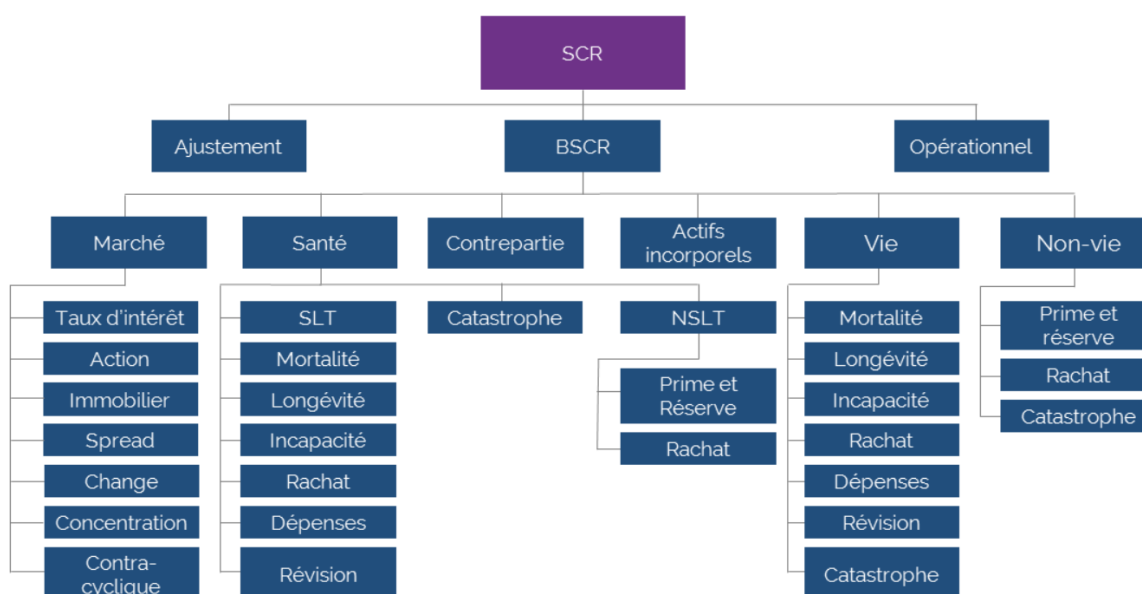 SCR
Ajustement
BSCR
Opérationnel
Marché
Santé
Contrepartie
Actifs
incorporels
Vie
Non-vie
Taux d'intérêt
Action
Immobilier
Spread
Change
Concentration
Contra-
cyclique
SLT
Mortalité
Longévité
Incapacité
Rachat
Dépenses
Révision
Catastrophe
NSLT
Prime et
Réserve
Rachat
Mortalité
Longévité
Incapacité
Rachat
Dépenses
Révision
Catastrophe
Prime et
réserve
Rachat
Catastrophe